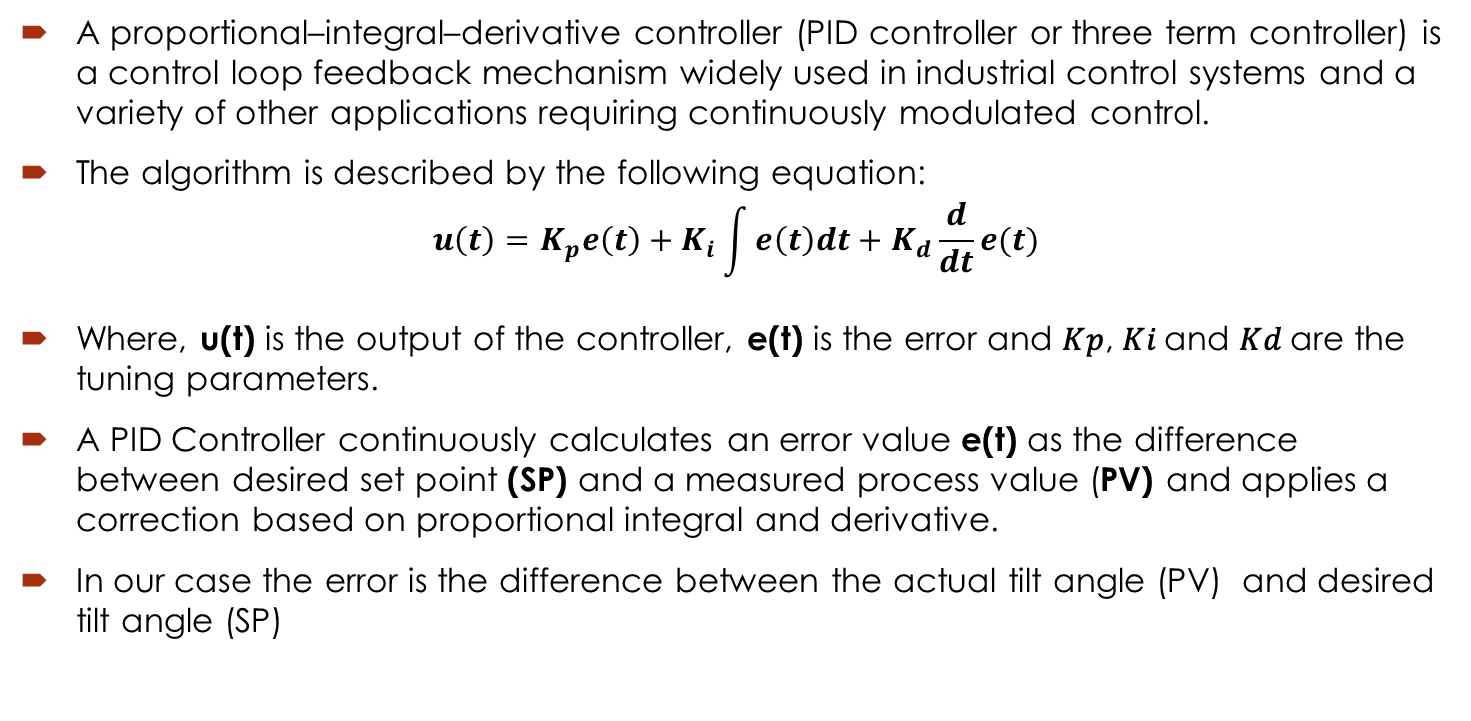 A proportional–integral–derivative controller (PID controller or three term controller) is
a control loop feedback mechanism widely used in industrial control systems and a
variety of other applications requiring continuously modulated control.
The algorithm is described by the following equation:
u(t) = K_p e(t) + K_i ∫ e(t)dt + K_d d/dt e(t)
Where, u(t) is the output of the controller, e(t) is the error and Kp, Ki and Kd are the
tuning parameters.
A PID Controller continuously calculates an error value e(t) as the difference
between desired set point (SP) and a measured process value (PV) and applies a
correction based on proportional integral and derivative.
In our case the error is the difference between the actual tilt angle (PV) and desired
tilt angle (SP)